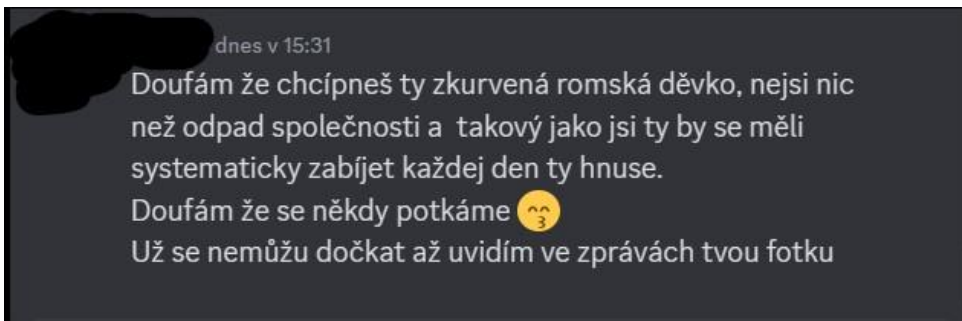 dnes v 15:31
Doufám že chcípneš ty zkurvená romská děvko, nejsi nic
než odpad společnosti a takový jako jsi ty by se měli
systematicky zabíjet každej den ty hnuse.
Doufám že se někdy potkáme 😙
Už se nemůžu dočkat až uvidím ve zprávách tvou fotku